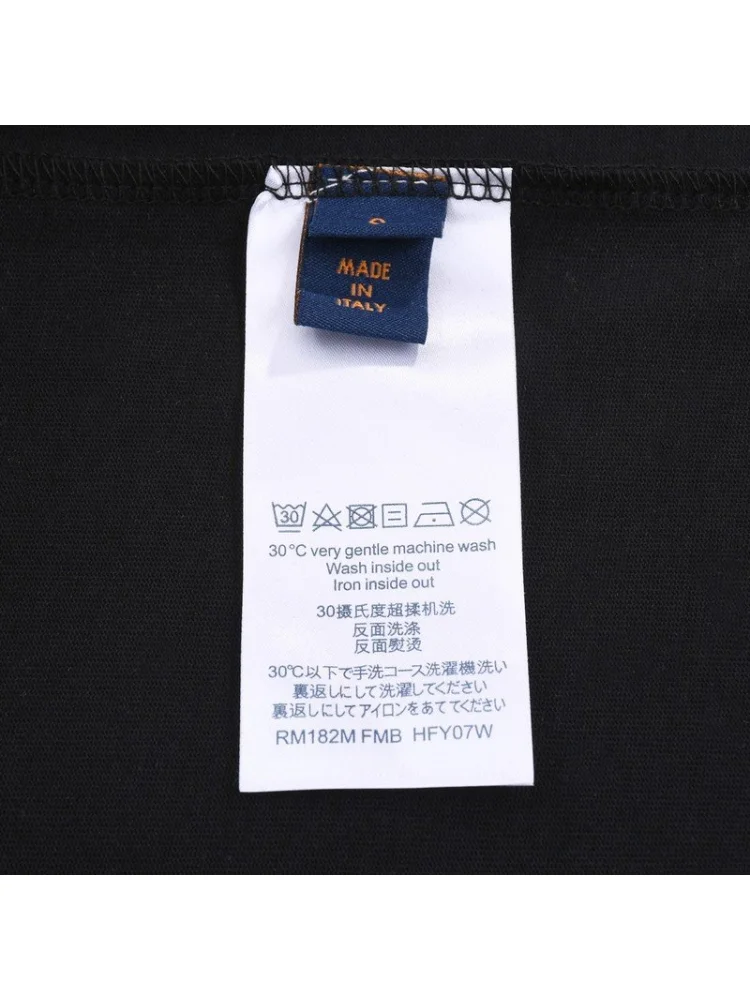 S
MADE
IN
ITALY
30
30°C very gentle machine wash
Wash inside out
Iron inside out
30摄氏度超揉机洗
反面洗涤
反面熨烫
30℃以下で手洗コース洗濯機洗い
裏返しにして洗濯してください
裏返しにしてアイロンをあててください
RM182M FMB HFY07W